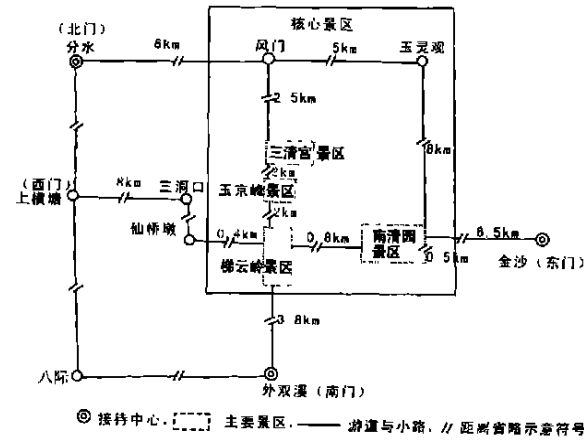 核心景区
(北门)
分水
6km
风门
5km
玉灵观
2 5km
三清宫景区
2km
8km
(西门)
上横塘
8km
三洞口
玉京峰景区
2km
仙桥墩
0.4km
梯云岭景区
0.8km
南清园
景区
0 5km
6.5km
金沙(东门)
3 8km
八际
外双溪(南门)
接待中心.
主要景区.
游道与小路. // 距离省略示意符号